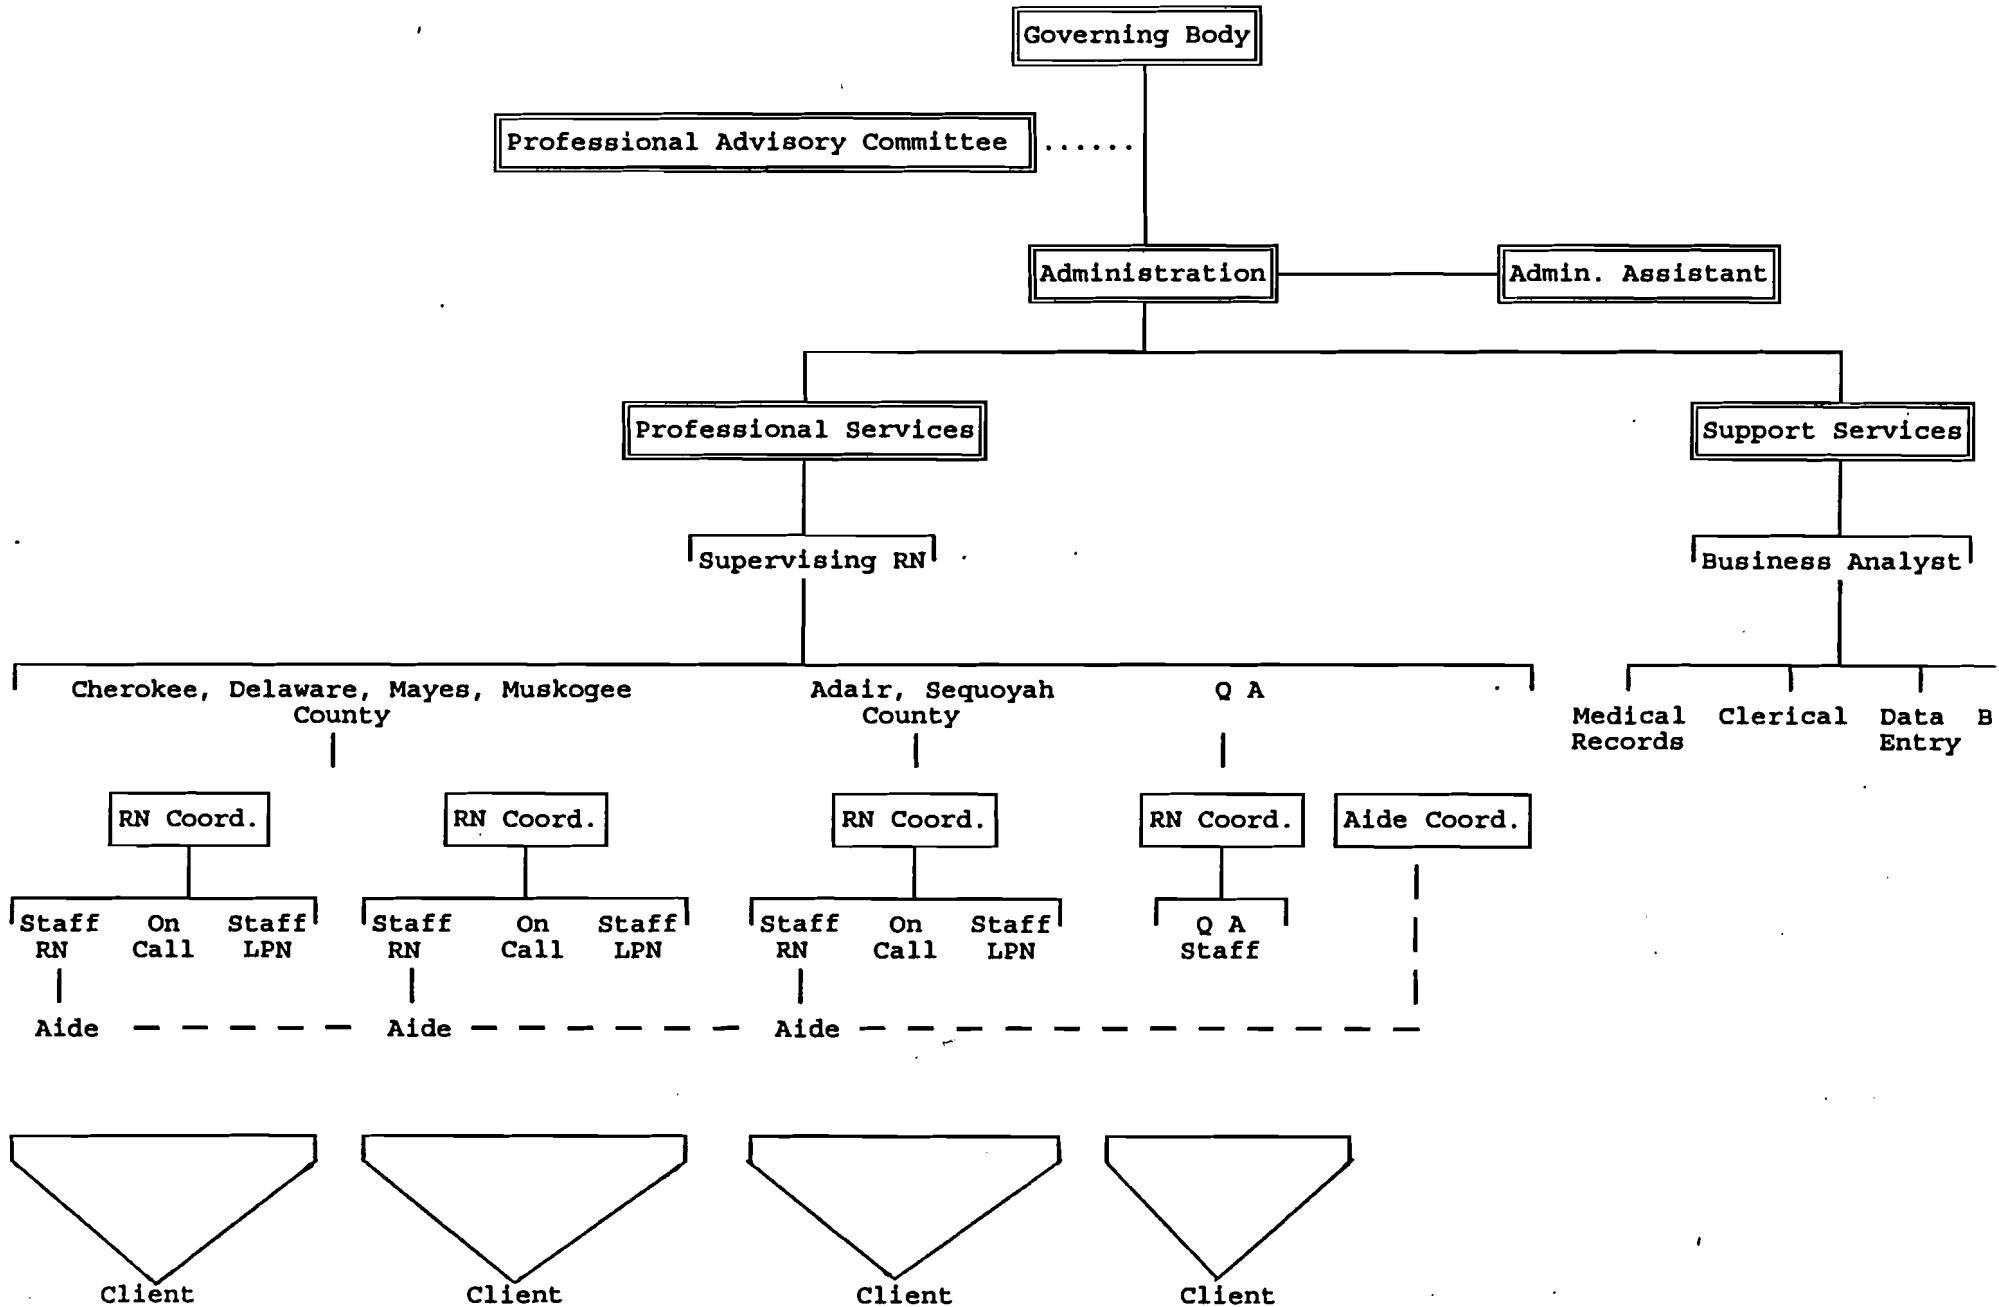 Governing Body
Professional Advisory Committee ......
Administration
Admin. Assistant
Professional Services
Support Services
Supervising RN
Business Analyst
Cherokee, Delaware, Mayes, Muskogee
County
Adair, Sequoyah
County
Q A
Medical
Records
Clerical
Data
Entry
B
RN Coord.
RN Coord.
RN Coord.
RN Coord.
Aide Coord.
Staff
RN
On
Call
Staff
LPN
Staff
RN
On
Call
Staff
LPN
Staff
RN
On
Call
Staff
LPN
Q A
Staff
Aide
Aide
Aide
Client
Client
Client
Client